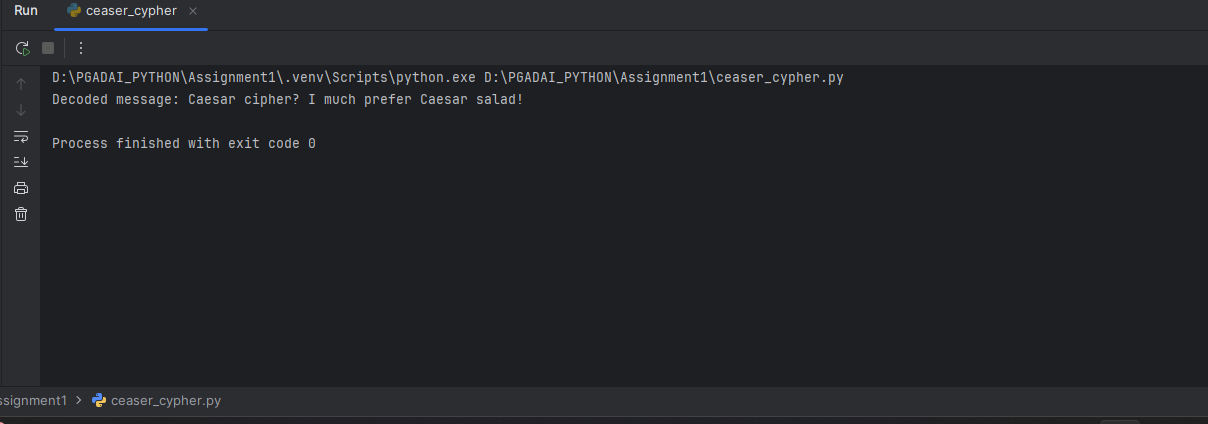 Run ceaser_cypher
D:\PGADAI_PYTHON\Assignment1\.venv\Scripts\python.exe D:\PGADAI_PYTHON\Assignment1\ceaser_cypher.py
Decoded message: Caesar cipher? I much prefer Caesar salad!
Process finished with exit code 0
ssignment1 > ceaser_cypher.py